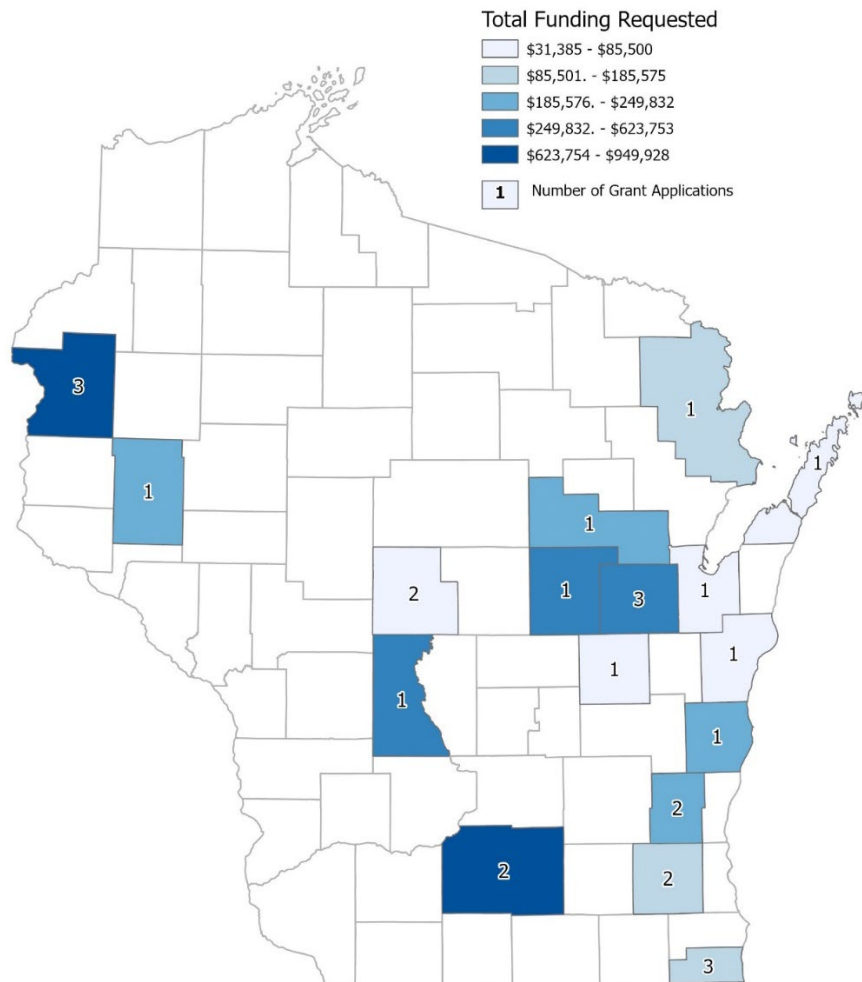 Total Funding Requested
$31,385 - $85,500
$85,501. - $185,575
$185,576. - $249,832
$249,832. - $623,753
$623,754 - $949,928
1 Number of Grant Applications
3
1
1
1
1
2
1
3
1
1
1
1
1
2
2
2
3